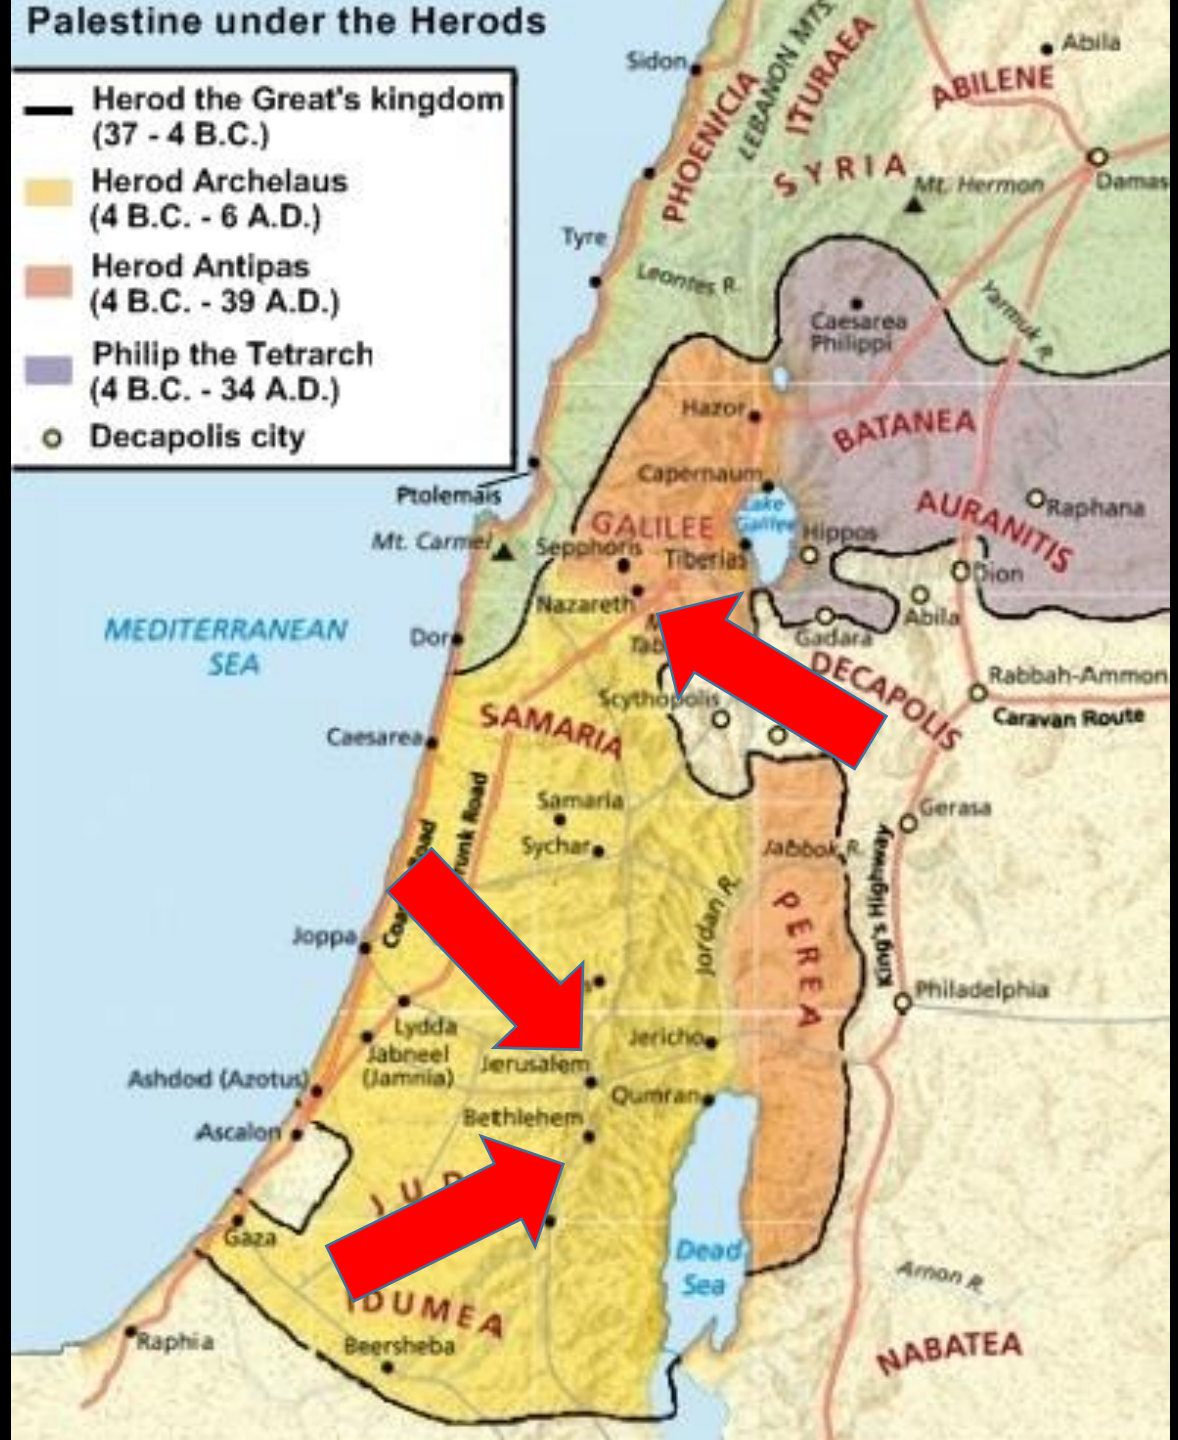 Palestine under the Herods
Herod the Great's kingdom
(37 - 4 B.C.)
Herod Archelaus
(4 B.C. - 6 A.D.)
Herod Antipas
(4 B.C. - 39 A.D.)
Philip the Tetrarch
(4 B.C. - 34 A.D.)
Decapolis city
Sidon
PHOENICIA
LEBANON MTS.
ITURAEA
Abila
ABILENE
SYRIA
Mt. Hermon
Damas
Tyre
Leontes R.
Yarmuk R.
Caesarea
Philippi
Hazor
BATANEA
Capernaum
Ptolemais
Lake
Galilee
AURANITIS
Raphana
GALILEE
Mt. Carmel
Sepphoris
Tiberias
Hippos
Dion
Nazareth
Abila
Gadara
MEDITERRANEAN
SEA
Dor
DECAPOLIS
Rabbah-Ammon
Scythopolis
Caravan Route
SAMARIA
Caesarea
Samaria
Gerasa
Sychar
Jabbok R.
King's Highway
Jordan R.
PEREA
Joppa
Philadelphia
Lydda
Jericho
Jabneel
(Jamnia)
Jerusalem
Ashdod (Azotus)
Qumran
Bethlehem
Ascalon
Gaza
Dead
Sea
Arnon R.
IDUMEA
Raphia
Beersheba
NABATEA